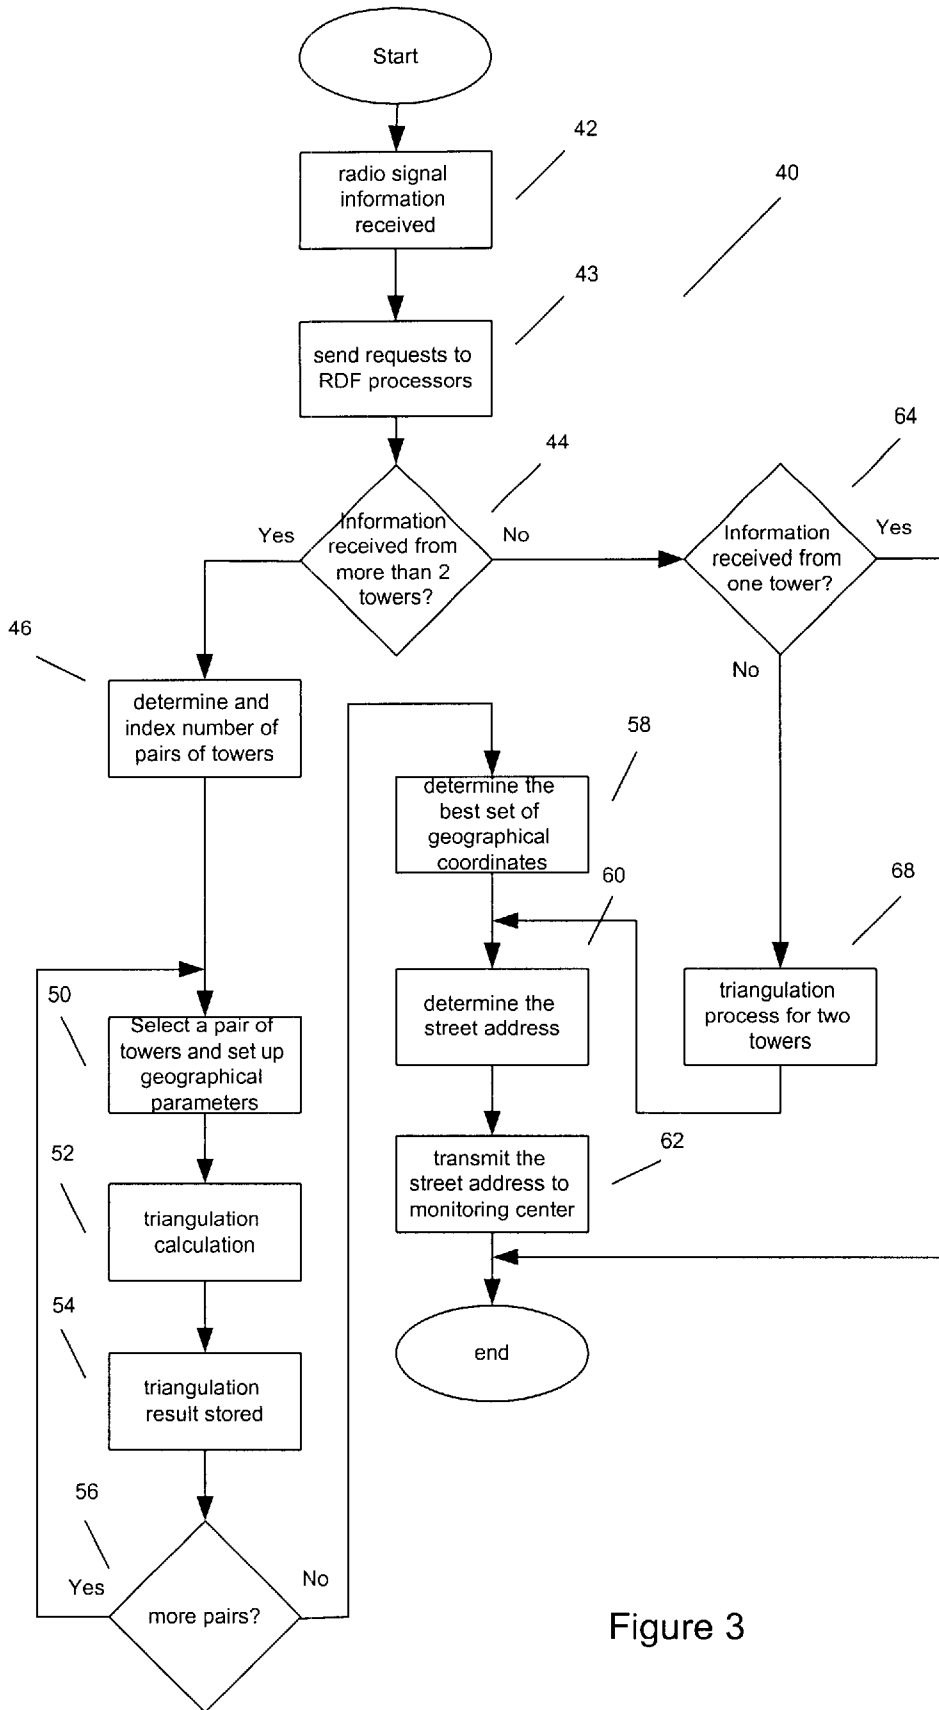 Start
42
radio signal
information
received
40
43
send requests to
RDF processors
44
64
Yes
Information
received from
more than 2
towers?
No
Information
received from
one tower?
Yes
No
46
determine and
index number of
pairs of towers
58
determine the
best set of
geographical
coordinates
60
68
50
Select a pair of
towers and set up
geographical
parameters
determine the
street address
triangulation
process for two
towers
52
triangulation
calculation
transmit the
street address to
monitoring center
62
54
triangulation
result stored
end
56
Yes
more pairs?
No
Figure 3